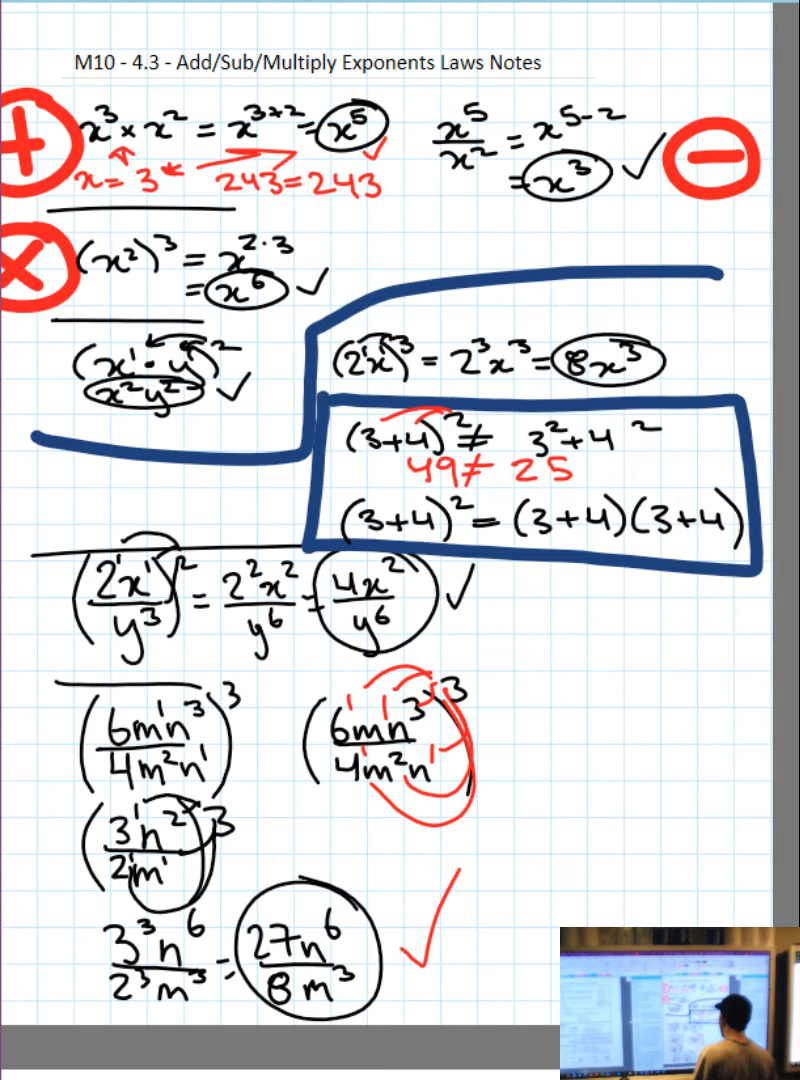 M10 - 4.3 - Add/Sub/Multiply Exponents Laws Notes
+ x³ × x² = x³⁺² = x⁵ ✓
x = 3 243 = 243
x⁵/x² = x⁵⁻² −
= x³ ✓
× (x²)³ = x²·³
= x⁶ ✓
(x¹ · y¹)²
x²y² ✓
(2¹x¹)³ = 2³x³ = 8x³
(3+4)² ≠ 3² + 4²
49 ≠ 25
(3+4)² = (3+4)(3+4)
(2¹x¹/y³)² = 2²x²/y⁶ = 4x²/y⁶ ✓
(6m¹n³/4m²n¹)³ (6¹m¹n³/4¹m²n¹)³
(3¹n²/2¹m¹)³
3³n⁶/2³m³ = 27n⁶/8m³ ✓